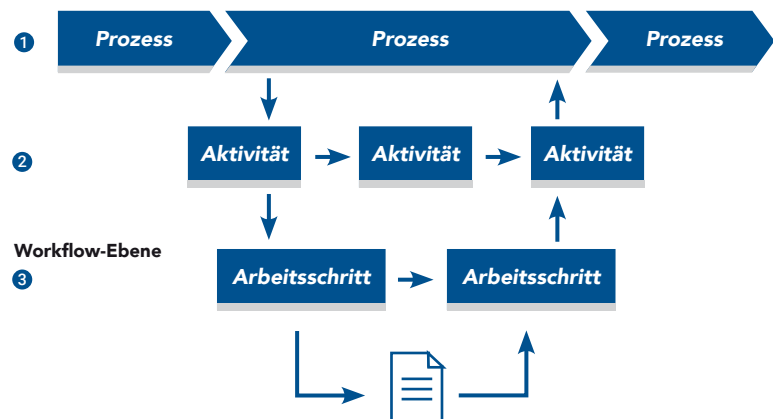 1 Prozess Prozess Prozess
2 Aktivität Aktivität Aktivität
Workflow-Ebene
3 Arbeitsschritt Arbeitsschritt